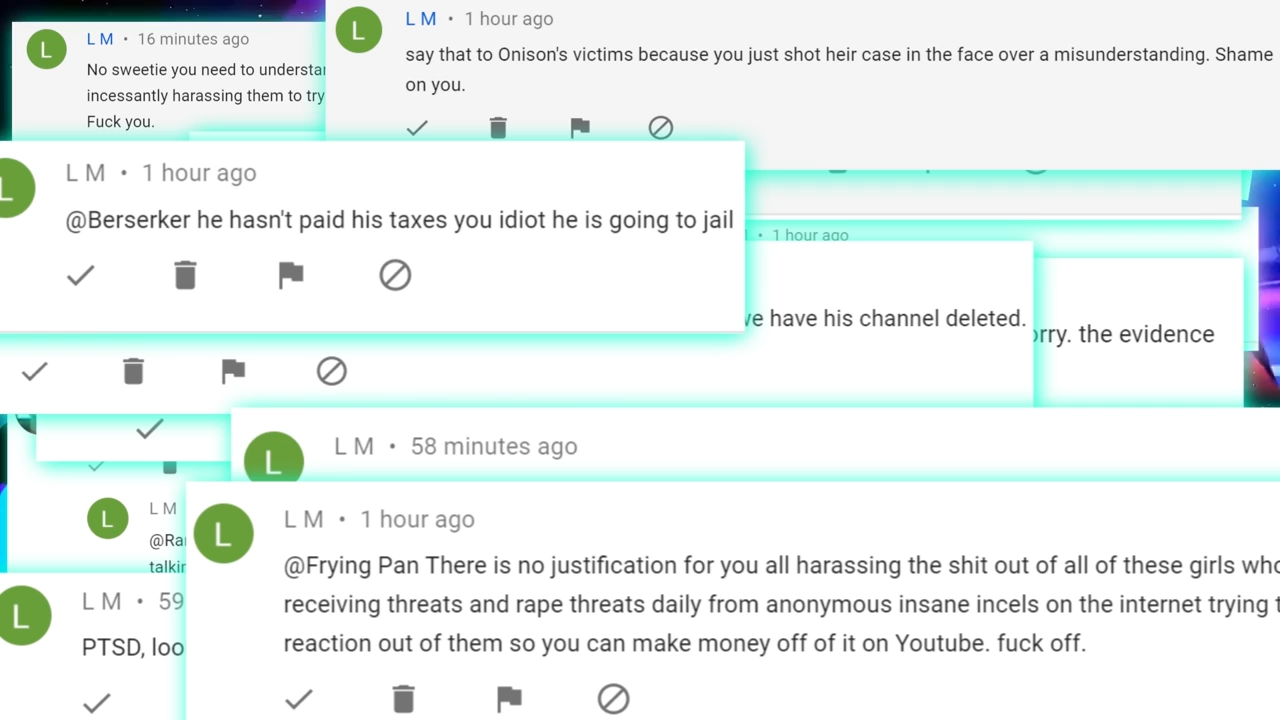 L M • 16 minutes ago
No sweetie you need to
incessantly harassing them to try
Fuck you.
L M • 1 hour ago
say that to Onison's victims because you just shot heir case in the face over a misunderstanding. Shame
on you.
L
L M • 1 hour ago
@Berserker he hasn't paid his taxes you idiot he is going to jail
• 1 hour ago
have his channel deleted.
the evidence
L
L M • 58 minutes ago
L
L M
L
L M • 1 hour ago
@Frying Pan There is no justification for you all harassing the shit out of all of these girls
receiving threats and rape threats daily from anonymous insane incels on the internet trying
reaction out of them so you can make money off of it on Youtube. fuck off.
L
L M • 59
PTSD,